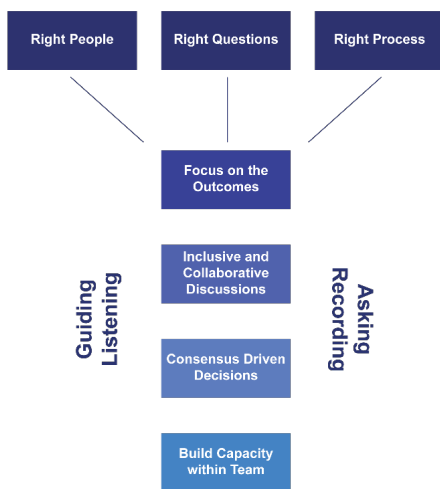 Right People
Right Questions
Right Process
Focus on the
Outcomes
Inclusive and
Collaborative
Discussions
Guiding
Listening
Asking
Recording
Consensus Driven
Decisions
Build Capacity
within Team